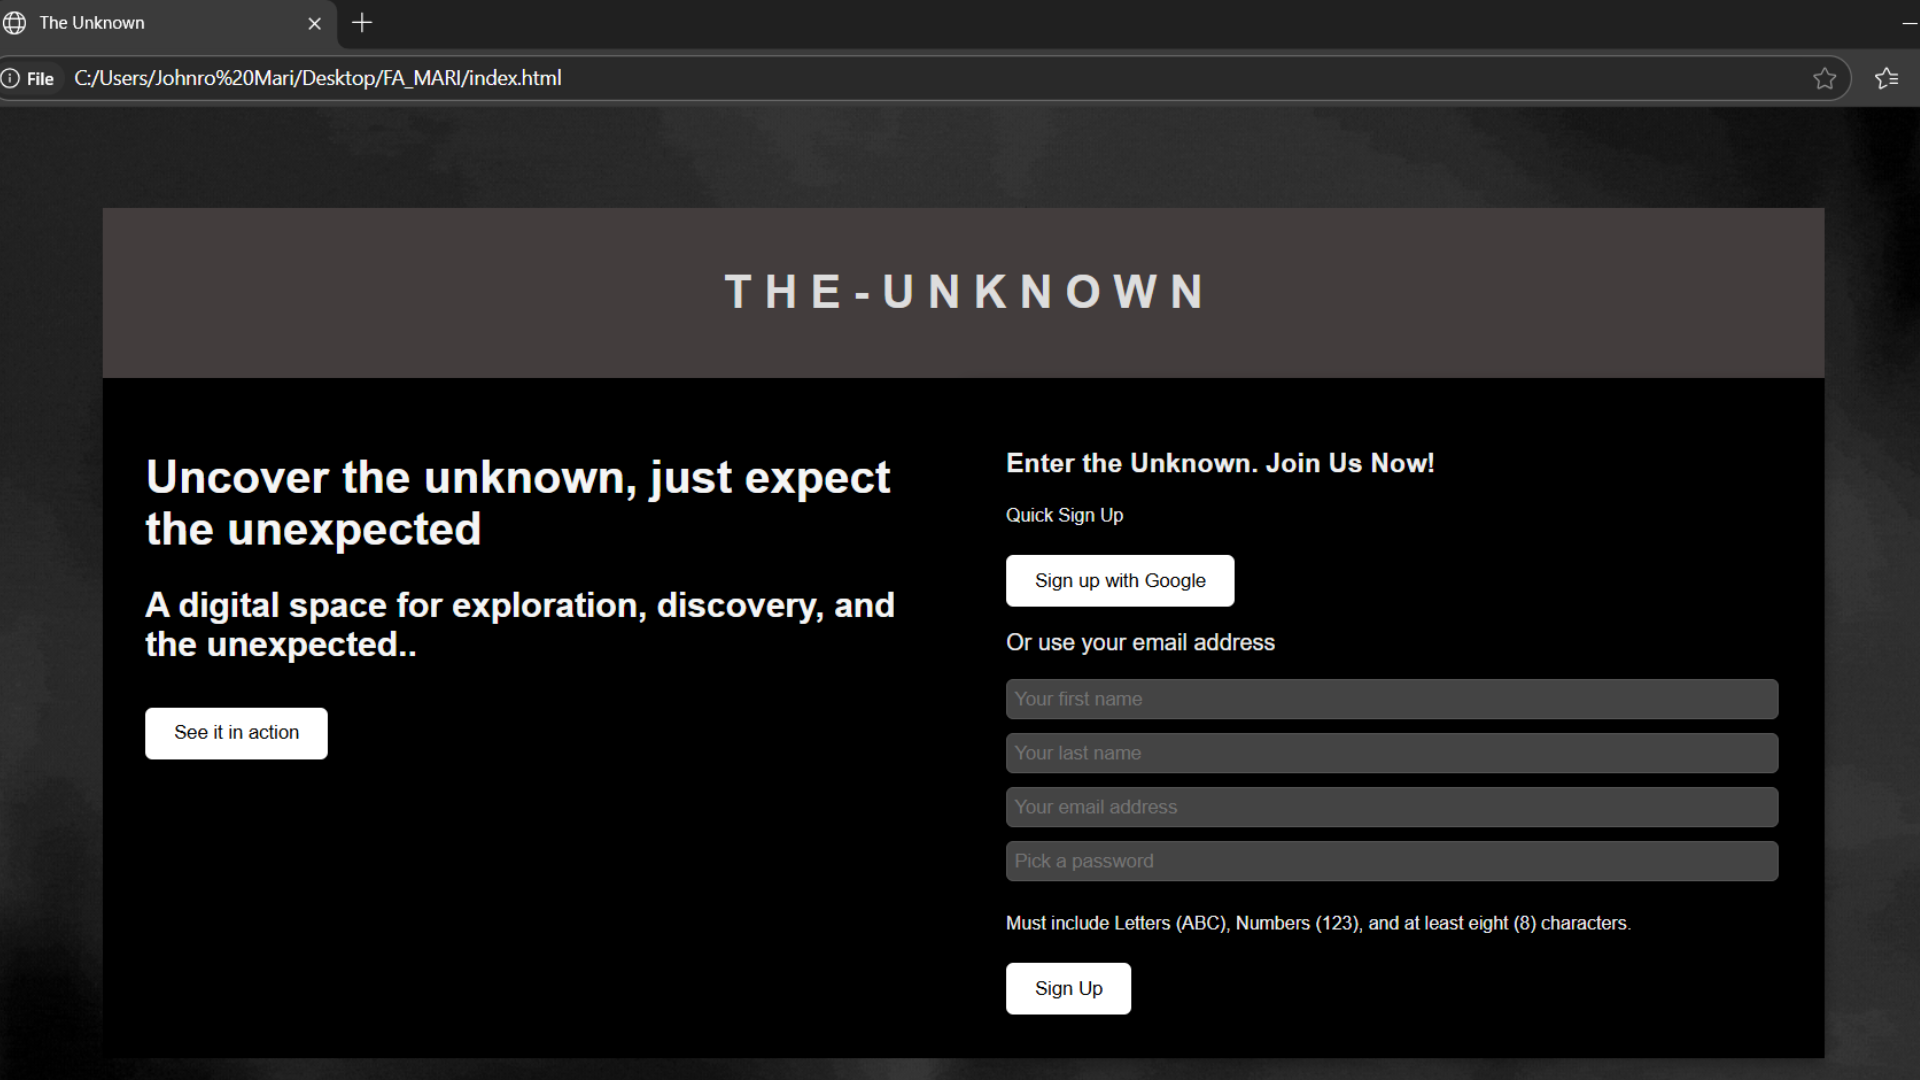 The Unknown
File C:/Users/Johnro%20Mari/Desktop/FA_MARI/index.html
THE-UNKNOWN
Uncover the unknown, just expect
the unexpected
A digital space for exploration, discovery, and
the unexpected..
See it in action
Enter the Unknown. Join Us Now!
Quick Sign Up
Sign up with Google
Or use your email address
Your first name
Your last name
Your email address
Pick a password
Must include Letters (ABC), Numbers (123), and at least eight (8) characters.
Sign Up